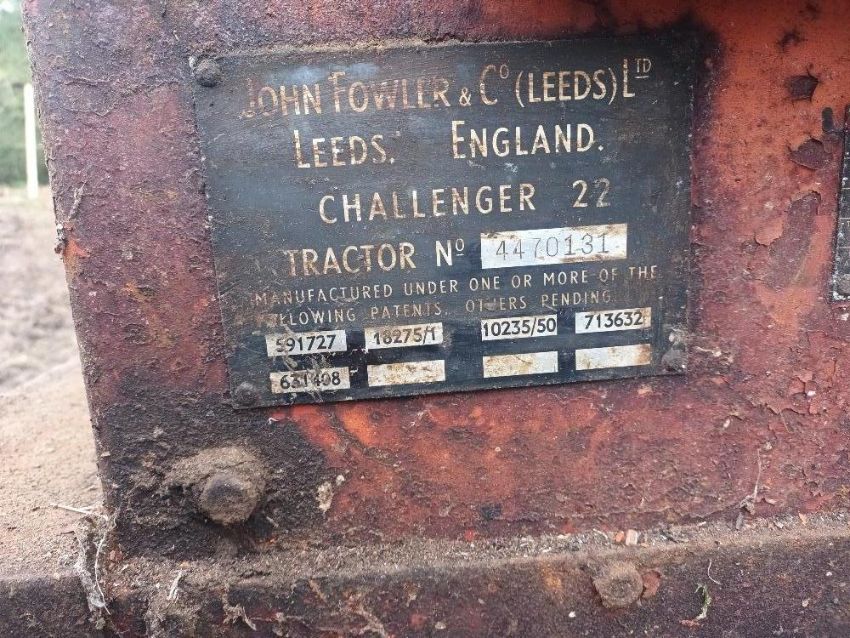 JOHN FOWLER & Cº (LEEDS) LTD
LEEDS. ENGLAND.
CHALLENGER 22
TRACTOR Nº 4470131
MANUFACTURED UNDER ONE OR MORE OF THE
FOLLOWING PATENTS. OTHERS PENDING.
591727 18275/1 10235/50 713632
631408